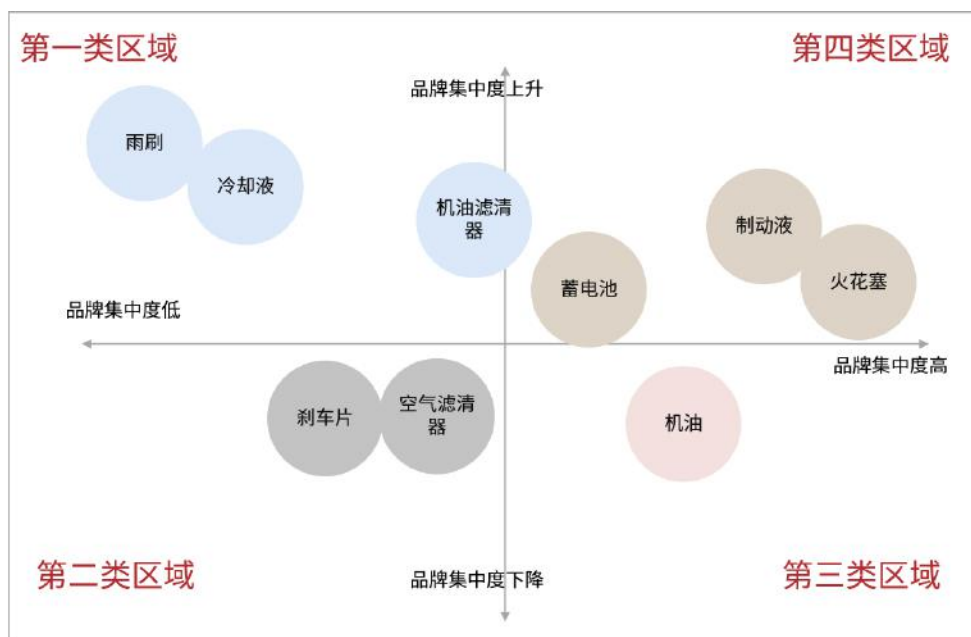 第一类区域
第四类区域
品牌集中度上升
雨刷
冷却液
机油滤清
器
制动液
蓄电池
火花塞
品牌集中度低
品牌集中度高
刹车片
空气滤清
器
机油
第二类区域
品牌集中度下降
第三类区域